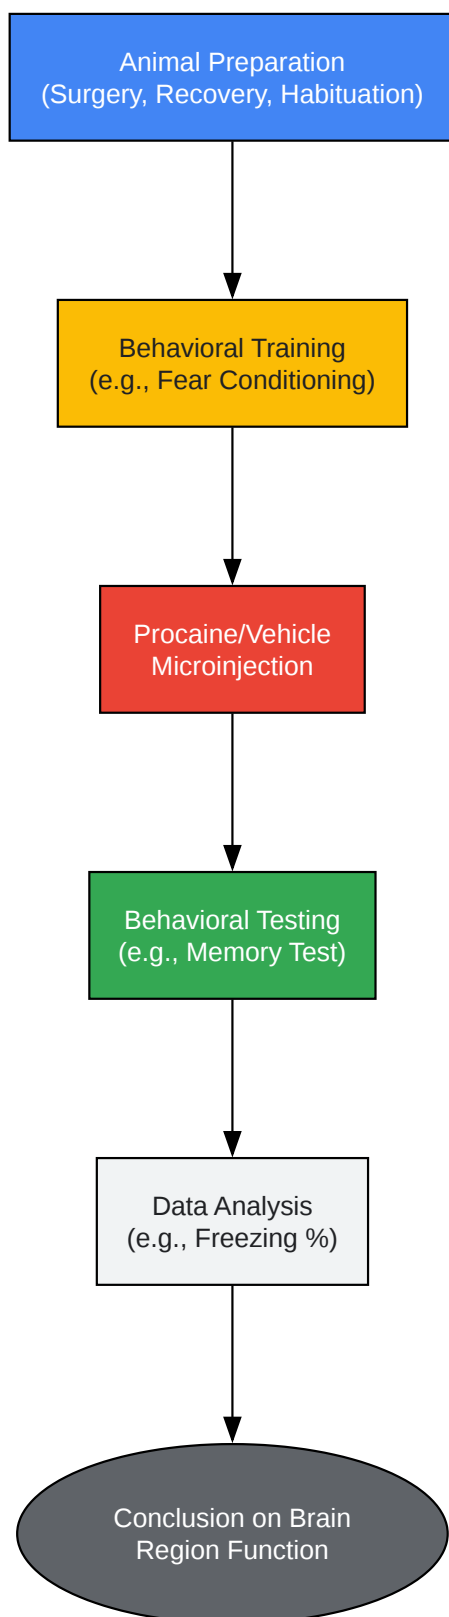 Animal Preparation
(Surgery, Recovery, Habituation)
Behavioral Training
(e.g., Fear Conditioning)
Procaine/Vehicle
Microinjection
Behavioral Testing
(e.g., Memory Test)
Data Analysis
(e.g., Freezing %)
Conclusion on Brain
Region Function